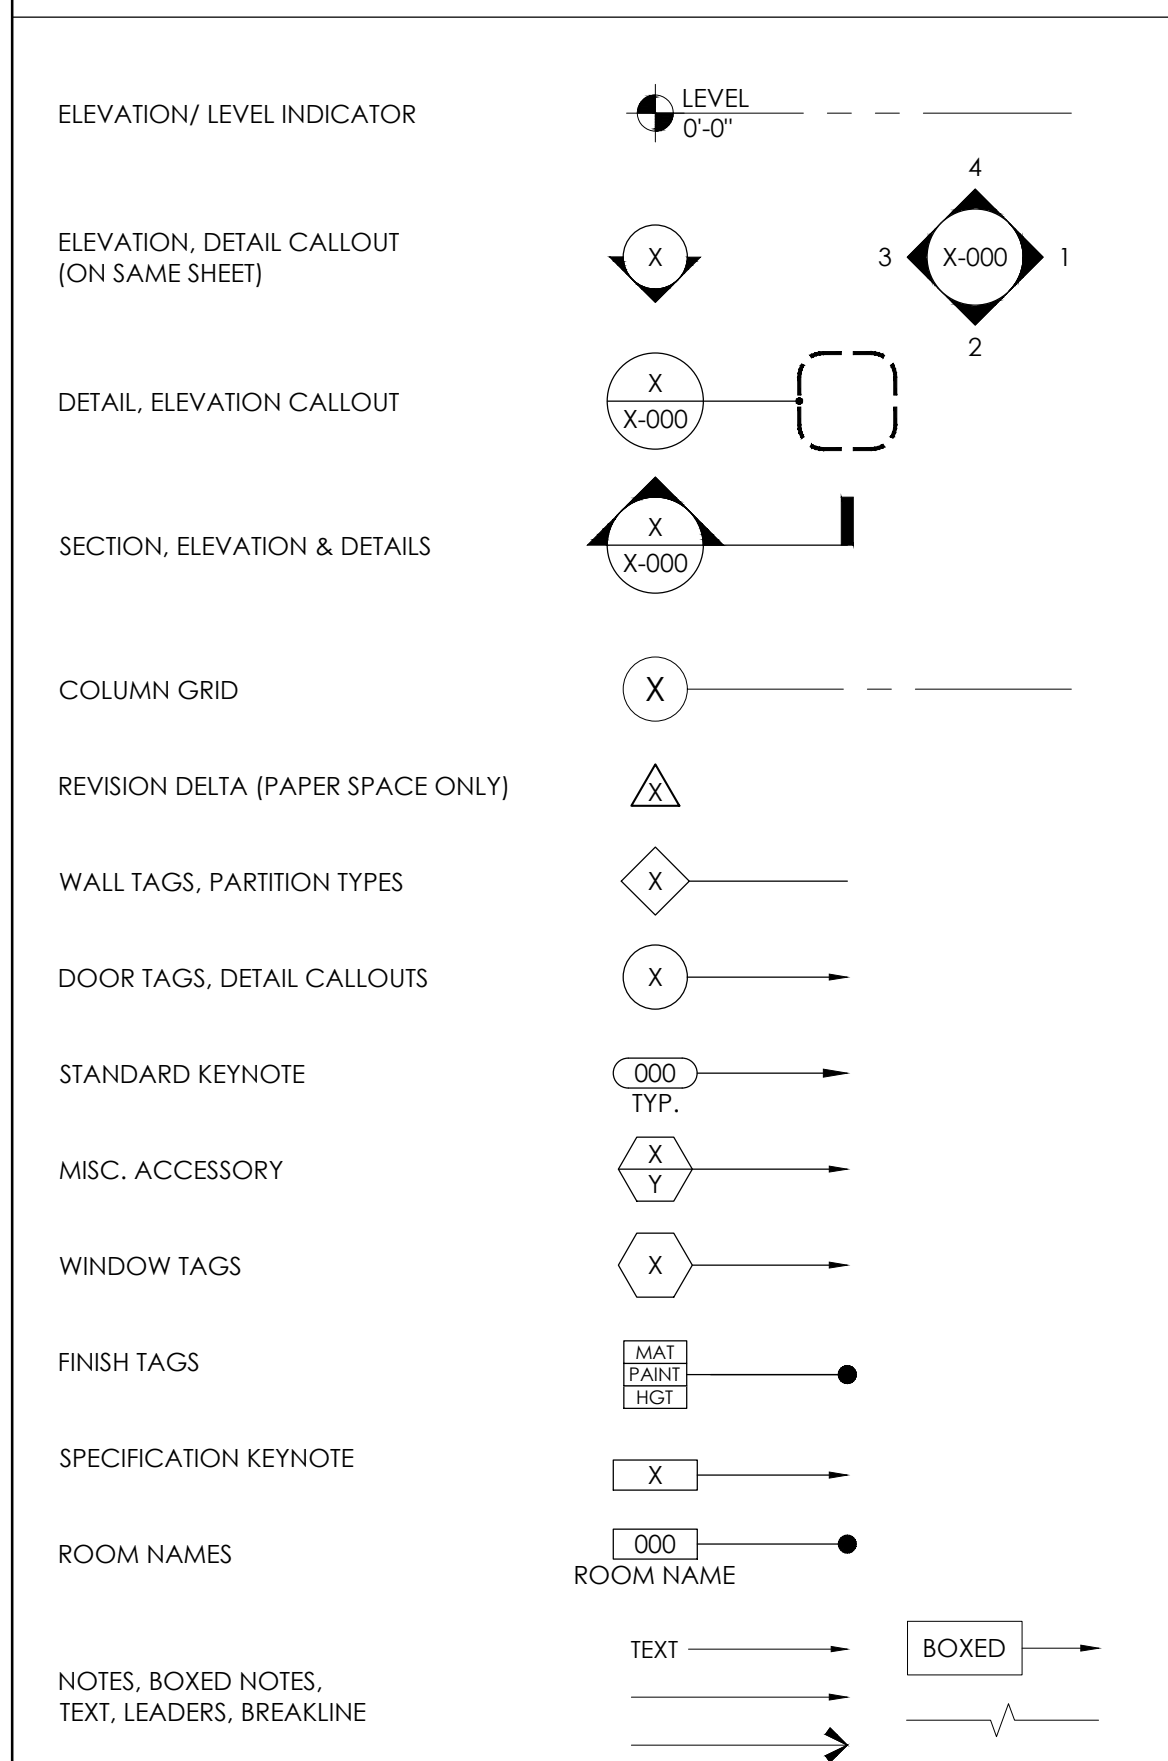 ELEVATION/ LEVEL INDICATOR
LEVEL
0'-0"
ELEVATION, DETAIL CALLOUT
(ON SAME SHEET)
X
4
3
X-000
1
2
DETAIL, ELEVATION CALLOUT
X
X-000
SECTION, ELEVATION & DETAILS
X
X-000
COLUMN GRID
X
REVISION DELTA (PAPER SPACE ONLY)
X
WALL TAGS, PARTITION TYPES
X
DOOR TAGS, DETAIL CALLOUTS
X
STANDARD KEYNOTE
000
TYP.
MISC. ACCESSORY
X
Y
WINDOW TAGS
X
FINISH TAGS
MAT
PAINT
HGT
SPECIFICATION KEYNOTE
X
ROOM NAMES
000
ROOM NAME
NOTES, BOXED NOTES,
TEXT, LEADERS, BREAKLINE
TEXT
BOXED